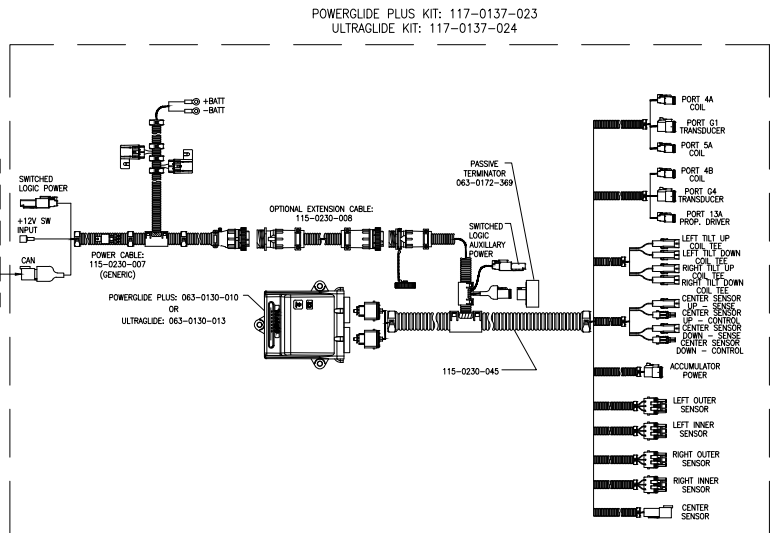 POWERGLIDE PLUS KIT: 117-0137-023
ULTRAGLIDE KIT: 117-0137-024
+BATT
-BATT
SWITCHED
LOGIC POWER
+12V SW
INPUT
CAN
POWER CABLE:
115-0230-007
(GENERIC)
OPTIONAL EXTENSION CABLE:
115-0230-008
PASSIVE
TERMINATOR
063-0172-369
SWITCHED
LOGIC
AUXILLARY
POWER
POWERGLIDE PLUS: 063-0130-010
OR
ULTRAGLIDE: 063-0130-013
115-0230-045
PORT 4A
COIL
PORT G1
TRANSDUCER
PORT 5A
COIL
PORT 4B
COIL
PORT G4
TRANSDUCER
PORT 13A
PROP. DRIVER
LEFT TILT UP
COIL TEE
LEFT TILT DOWN
COIL TEE
RIGHT TILT UP
COIL TEE
RIGHT TILT DOWN
COIL TEE
CENTER SENSOR
UP - SENSE
CENTER SENSOR
UP - CONTROL
CENTER SENSOR
DOWN - SENSE
CENTER SENSOR
DOWN - CONTROL
ACCUMULATOR
POWER
LEFT OUTER
SENSOR
LEFT INNER
SENSOR
RIGHT OUTER
SENSOR
RIGHT INNER
SENSOR
CENTER
SENSOR